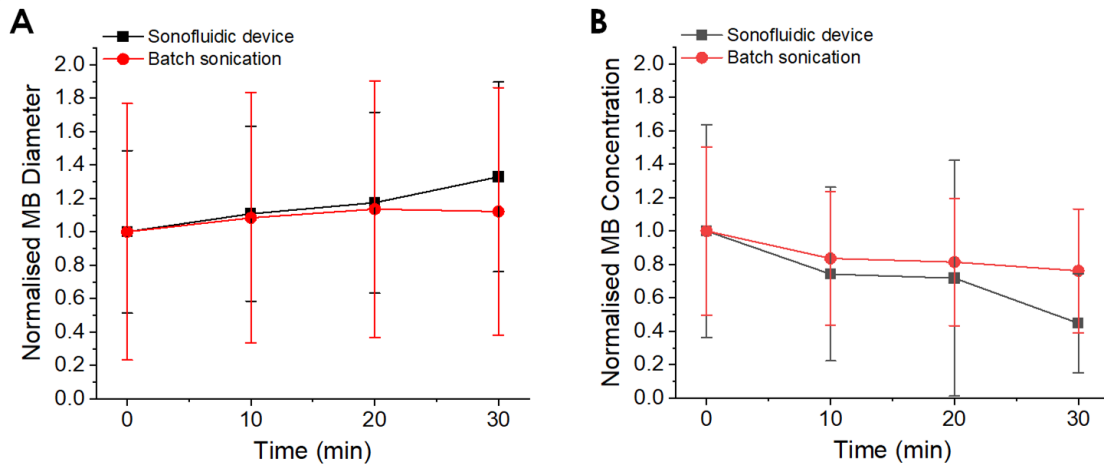 A
Sonofluidic device
Batch sonication
Normalised MB Diameter
2.0
1.8
1.6
1.4
1.2
1.0
0.8
0.6
0.4
0.2
0.0
0 10 20 30
Time (min)
B
Sonofluidic device
Batch sonication
Normalised MB Concentration
2.0
1.8
1.6
1.4
1.2
1.0
0.8
0.6
0.4
0.2
0.0
0 10 20 30
Time (min)